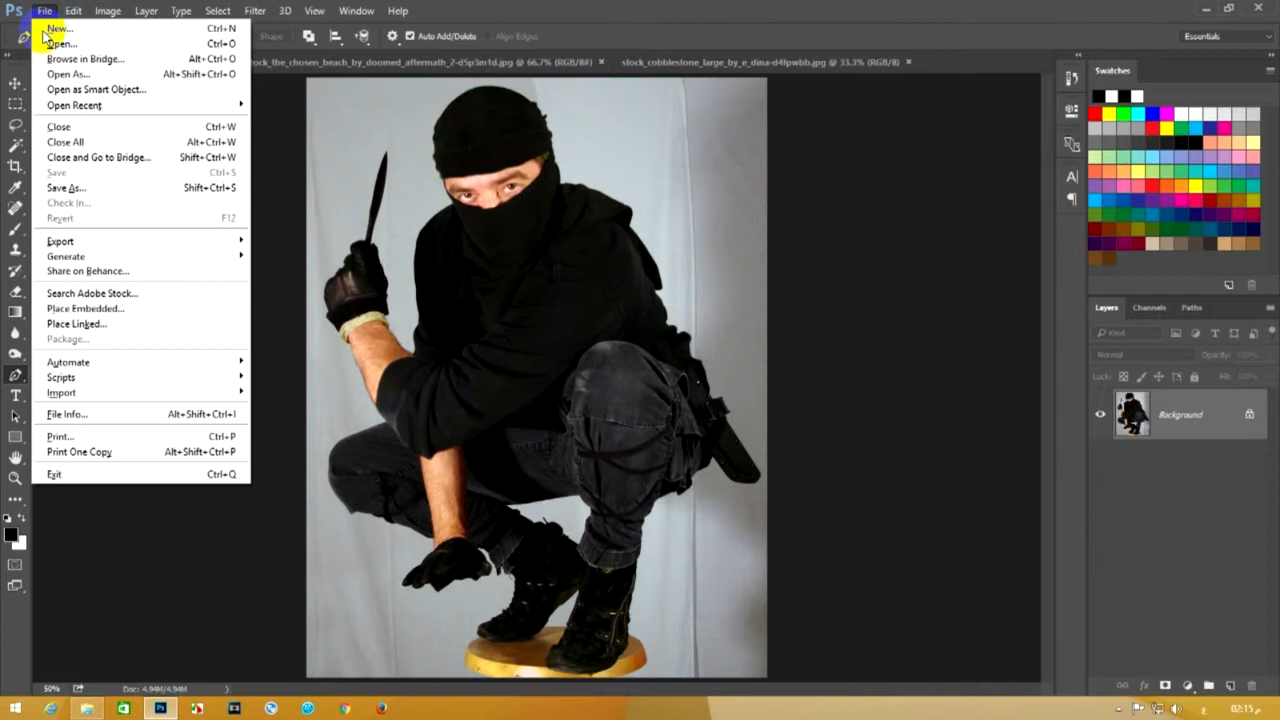 Ps File Edit Image Layer Type Select Filter 3D View Window Help
Shape Auto Add/Delete Align Edges Essentials
stock_the_chosen_beach_by_doomed_aftermath_2-d5p3m1d.jpg @ 66.7% (RGB/8#) × stock_cobblestone_large_by_e_dina-d4fpwbb.jpg @ 33.3% (RGB/8) ×
New... Ctrl+N
Open... Ctrl+O
Browse in Bridge... Alt+Ctrl+O
Open As... Alt+Shift+Ctrl+O
Open as Smart Object...
Open Recent
Close Ctrl+W
Close All Alt+Ctrl+W
Close and Go to Bridge... Shift+Ctrl+W
Save Ctrl+S
Save As... Shift+Ctrl+S
Check In...
Revert F12
Export
Generate
Share on Behance...
Search Adobe Stock...
Place Embedded...
Place Linked...
Package...
Automate
Scripts
Import
File Info... Alt+Shift+Ctrl+I
Print... Ctrl+P
Print One Copy Alt+Shift+Ctrl+P
Exit Ctrl+Q
Swatches
Layers Channels Paths
Kind
Normal Opacity: 100%
Lock: Fill: 100%
Background
50% Doc: 4.94M/4.94M
ع 02:15 م